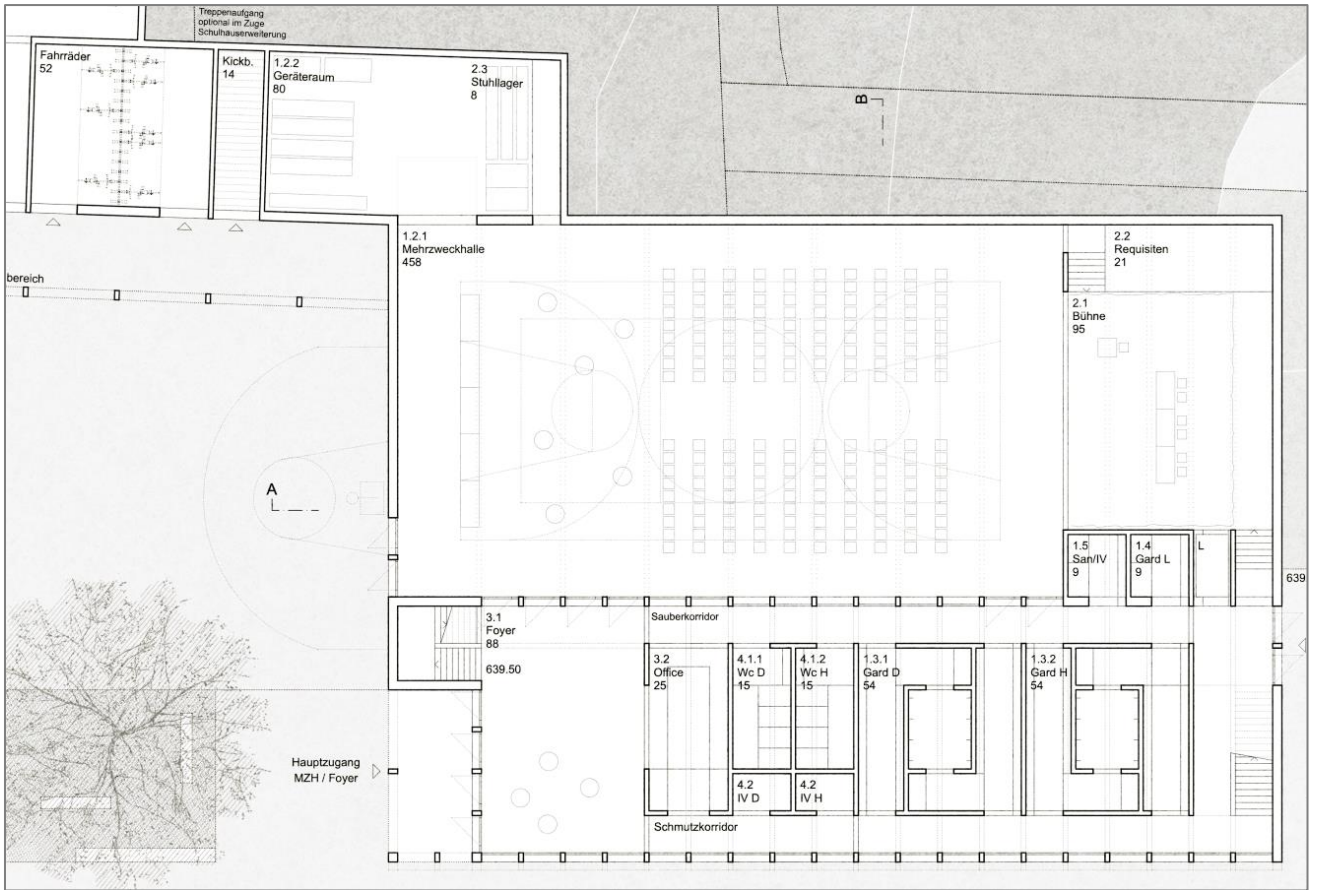 Treppenaufgang
optional im Zuge
Schulhauserweiterung
Fahrräder
52
Kickb.
14
1.2.2
Geräteraum
80
2.3
Stuhllager
8
B
1.2.1
Mehrzweckhalle
458
2.2
Requisiten
21
bereich
2.1
Bühne
95
A
1.5
San/IV
9
1.4
Gard L
9
L
639
3.1
Foyer
88
639.50
Sauberkorridor
3.2
Office
25
4.1.1
Wc D
15
4.1.2
Wc H
15
1.3.1
Gard D
54
1.3.2
Gard H
54
Hauptzugang
MZH / Foyer
4.2
IV D
4.2
IV H
Schmutzkorridor